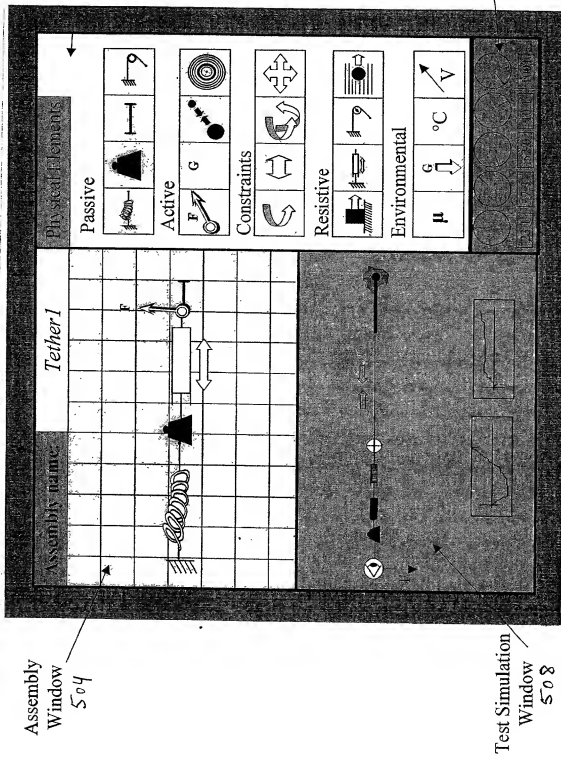 Assembly
Window
504
Test Simulation
Window
508
Assembly name:
Tether1
F
Physical Elements
Passive
Active
F
G
Constraints
Resistive
Environmental
μ
G
°C
V